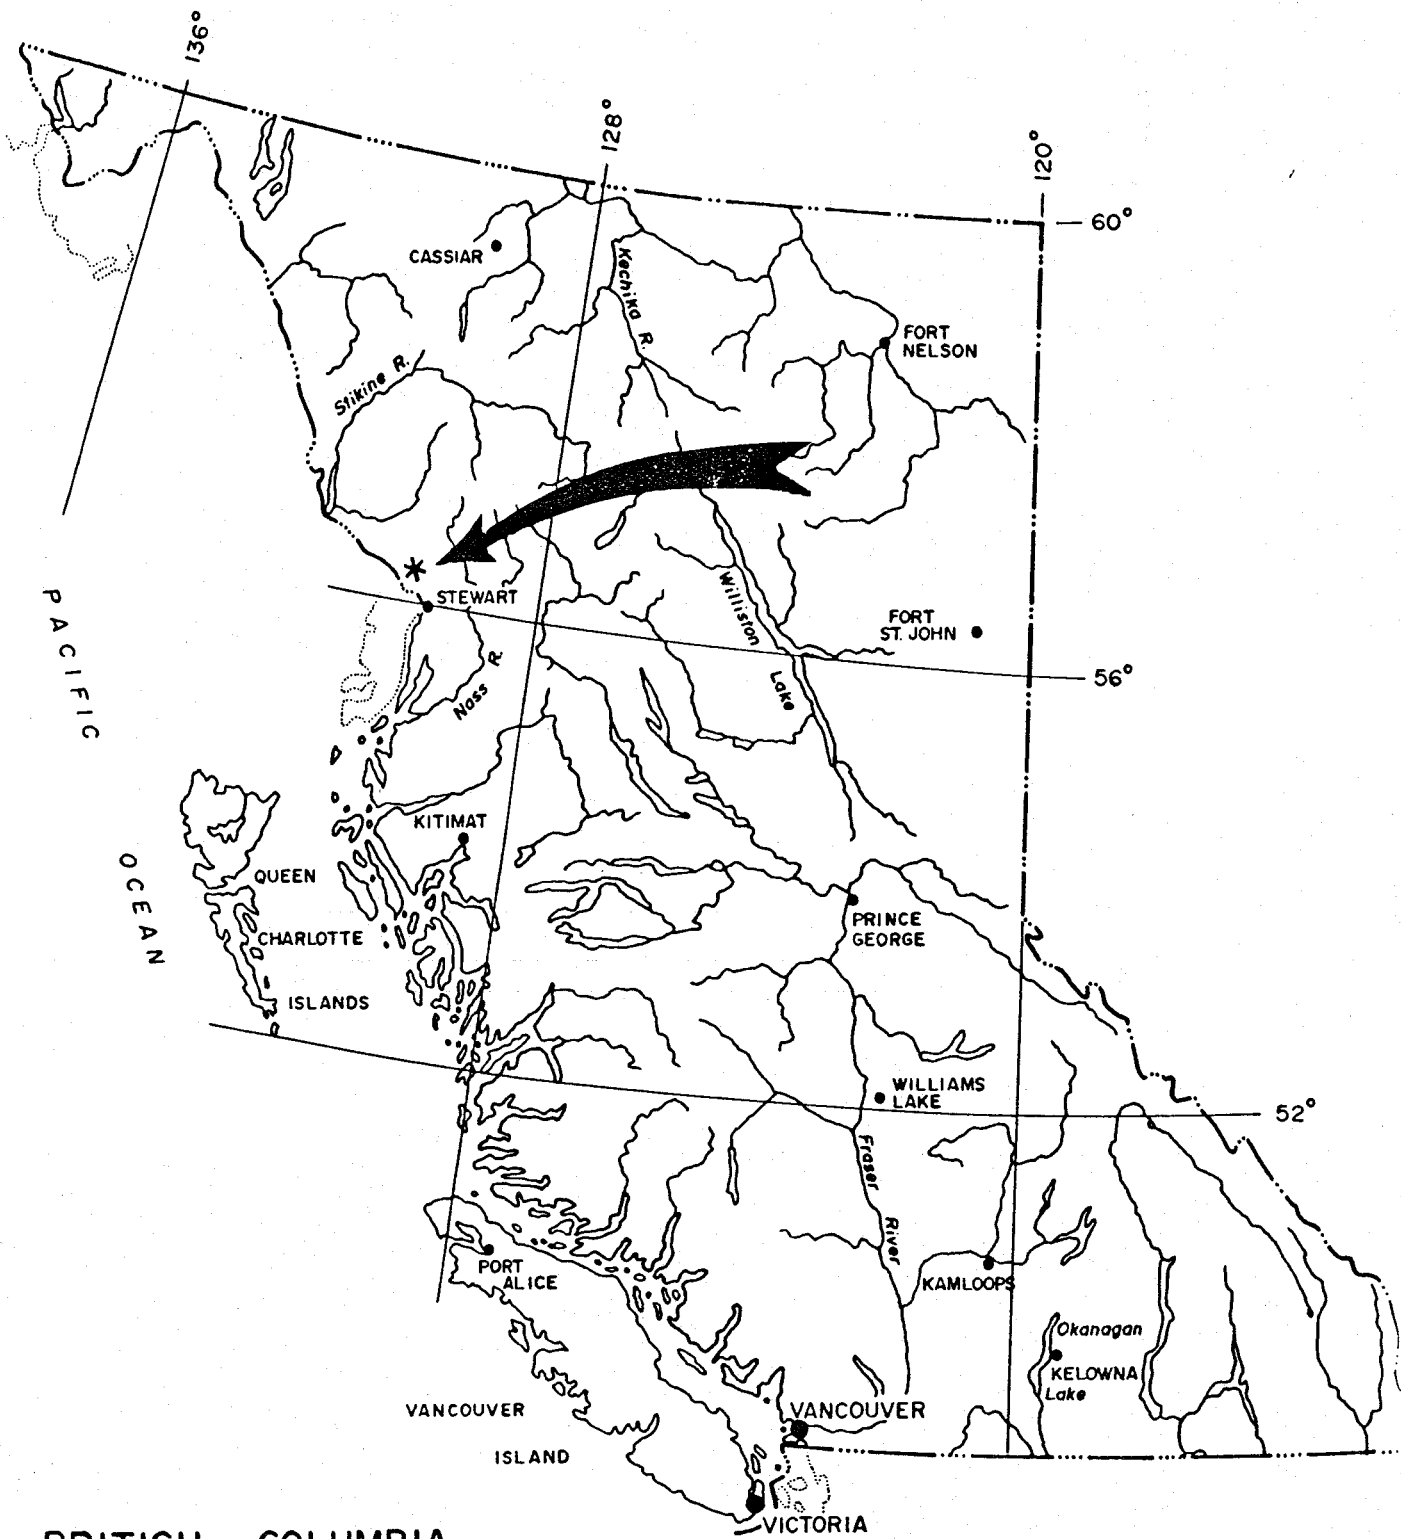 136°
128°
120°
60°
CASSIAR
Kechika R.
FORT
NELSON
Stikine R.
STEWART
Williston
Lake
FORT
ST. JOHN
56°
Nass R.
PACIFIC
OCEAN
KITIMAT
QUEEN
CHARLOTTE
ISLANDS
PRINCE
GEORGE
WILLIAMS
LAKE
52°
Fraser
River
PORT
ALICE
KAMLOOPS
Okanagan
KELOWNA
Lake
VANCOUVER
ISLAND
VANCOUVER
VICTORIA
BRITISH COLUMBIA